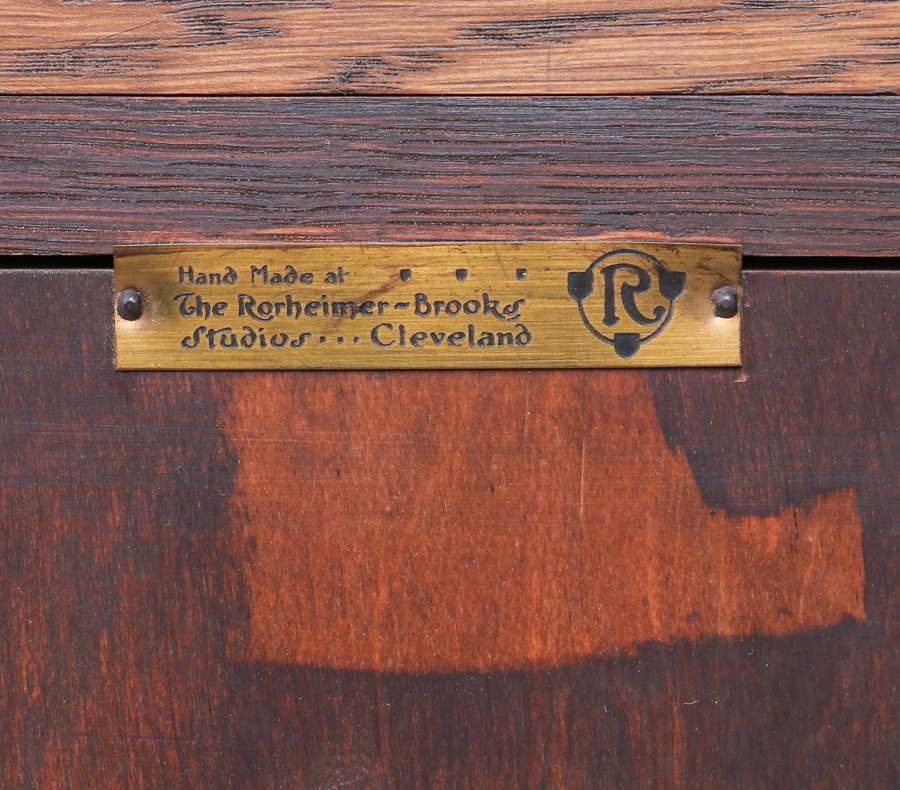 Hand Made at
The Rorheimer~Brooks
Studios... Cleveland
R